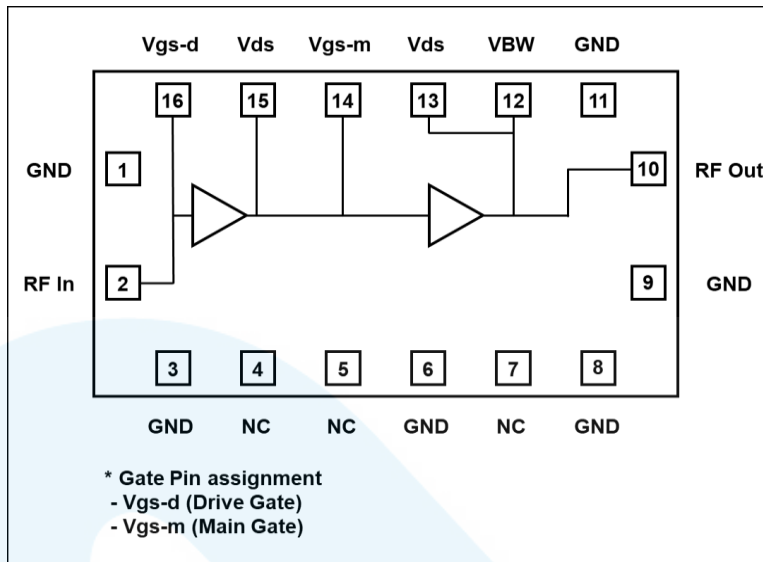 Vgs-d Vds Vgs-m Vds VBW GND
16 15 14 13 12 11
GND 1 10 RF Out
RF In 2 9 GND
3 4 5 6 7 8
GND NC NC GND NC GND
* Gate Pin assignment
- Vgs-d (Drive Gate)
- Vgs-m (Main Gate)